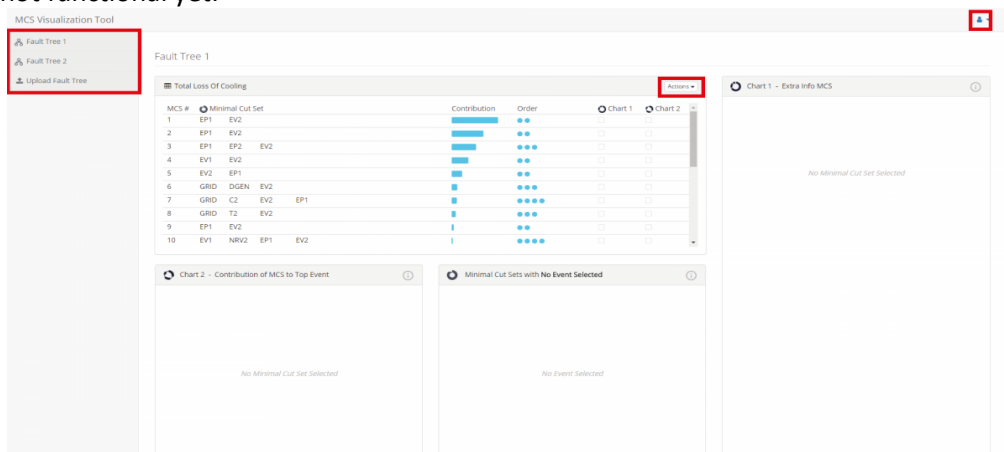 not functional yet.
MCS Visualization Tool
Fault Tree 1
Fault Tree 2
Upload Fault Tree
Fault Tree 1
Total Loss Of Cooling
Actions
MCS # Minimal Cut Set Contribution Order Chart 1 Chart 2
1 EP1 EV2
2 EP1 EV2
3 EP1 EP2 EV2
4 EV1 EV2
5 EV2 EP1
6 GRID DGEN EV2
7 GRID C2 EV2 EP1
8 GRID T2 EV2
9 EP1 EV2
10 EV1 NRV2 EP1 EV2
Chart 1 - Extra Info MCS
No Minimal Cut Set Selected
Chart 2 - Contribution of MCS to Top Event
No Minimal Cut Set Selected
Minimal Cut Sets with No Event Selected
No Event Selected